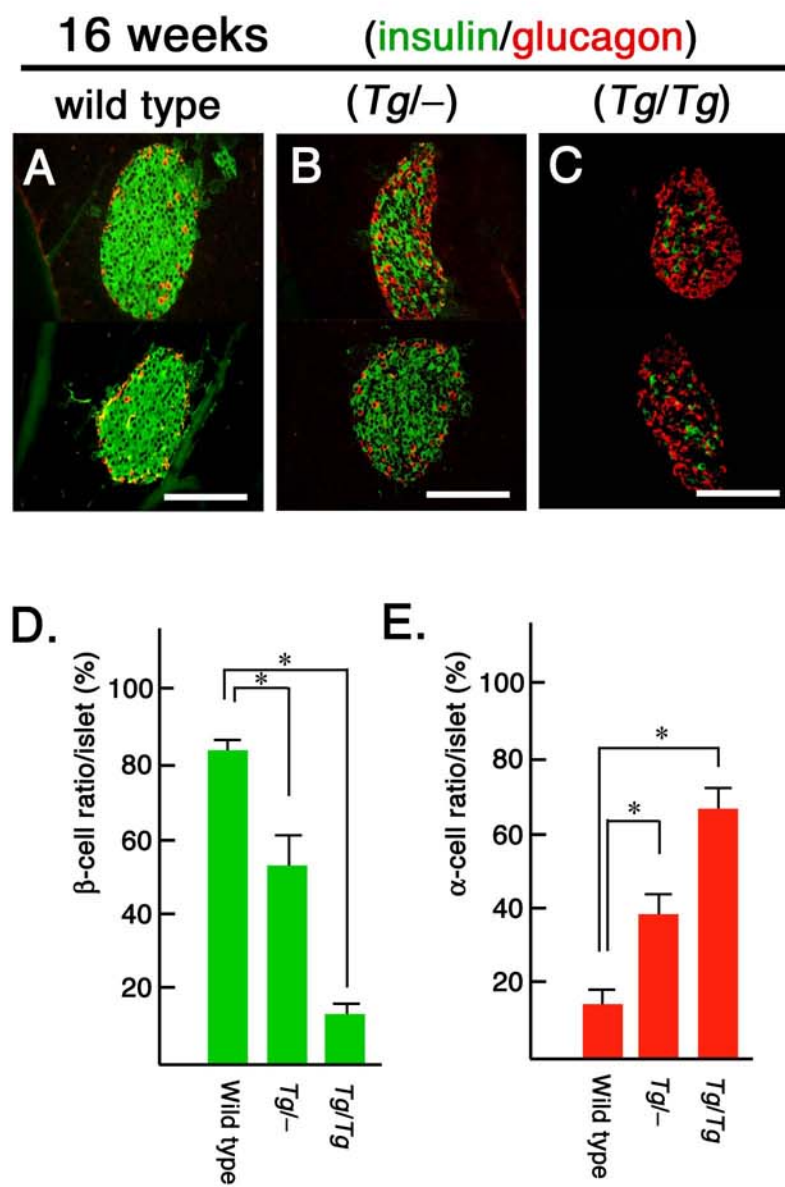 16 weeks (insulin/glucagon)
wild type (Tg/–) (Tg/Tg)
A B C
D.
β-cell ratio/islet (%)
100
80
60
40
20
* *
Wild type
Tg/–
Tg/Tg
E.
α-cell ratio/islet (%)
100
80
60
40
20
* *
Wild type
Tg/–
Tg/Tg